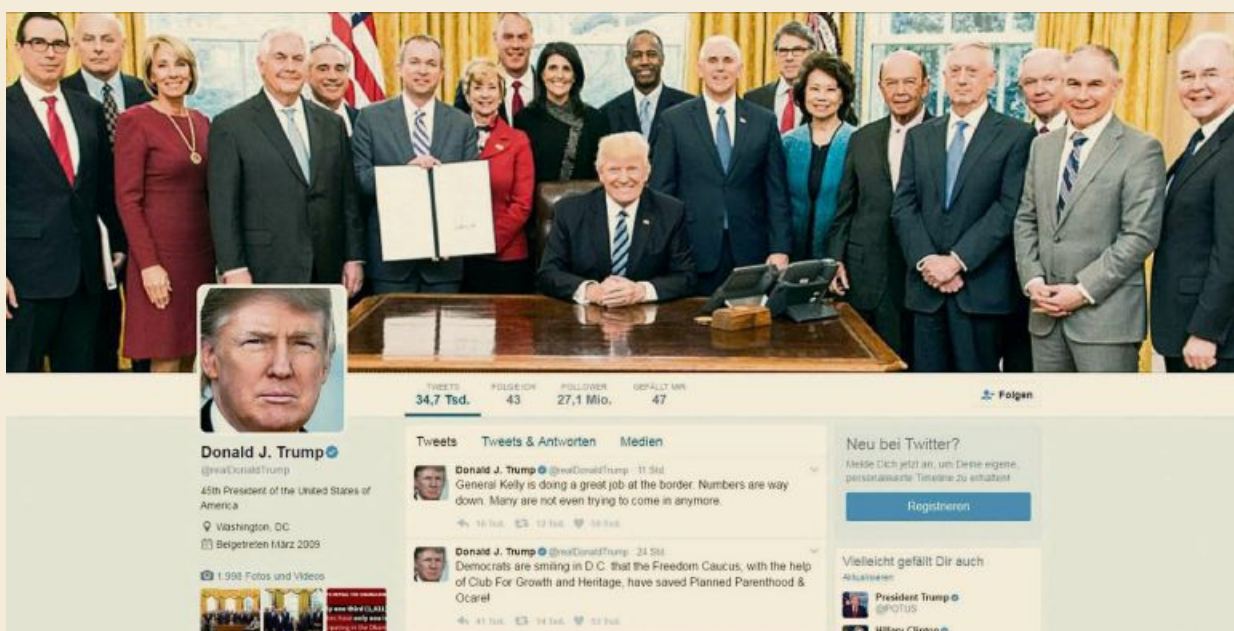 TWEETS FOLGE ICH FOLLOWER GEFÄLLT MIR
34,7 Tsd. 43 27,1 Mio. 47
Folgen
Donald J. Trump
@realDonaldTrump
45th President of the United States of
America
Washington, DC
Beigetreten März 2009
1.998 Fotos und Videos
Tweets Tweets & Antworten Medien
Donald J. Trump @realDonaldTrump · 11 Std.
General Kelly is doing a great job at the border. Numbers are way
down. Many are not even trying to come in anymore.
Donald J. Trump @realDonaldTrump · 24 Std.
Democrats are smiling in D.C. that the Freedom Caucus, with the help
of Club For Growth and Heritage, have saved Planned Parenthood &
Ocare!
Neu bei Twitter?
Melde Dich jetzt an, um Deine eigene,
personalisierte Timeline zu erhalten!
Registrieren
Vielleicht gefällt Dir auch
Aktualisieren
President Trump
@POTUS
Hillary Clinton